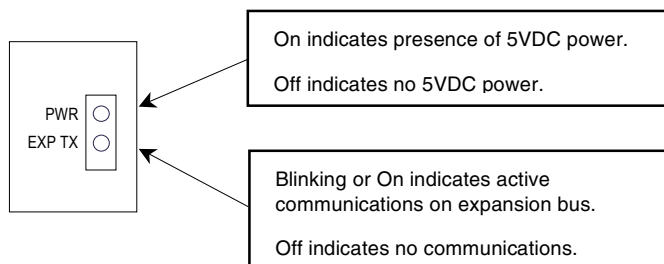 On indicates presence of 5VDC power.
Off indicates no 5VDC power.
PWR
EXP TX
Blinking or On indicates active
communications on expansion bus.
Off indicates no communications.